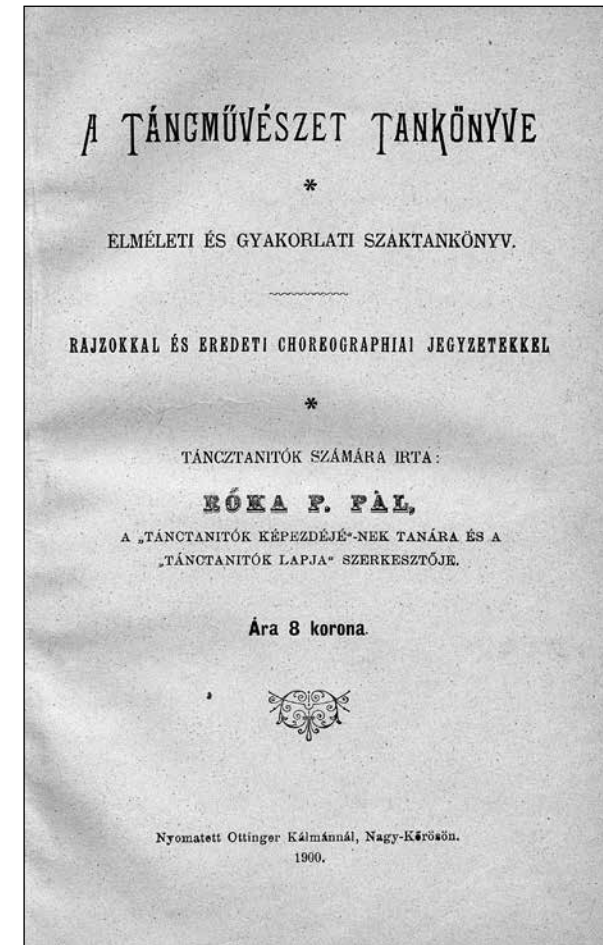 A TÁNCMŰVÉSZET TANKÖNYVE
*
ELMÉLETI ÉS GYAKORLATI SZAKTANKÖNYV.
RAJZOKKAL ÉS EREDETI CHOREOGRAPHIAI JEGYZETEKKEL
*
TÁNCZTANITÓK SZÁMÁRA IRTA:
RÓKA P. PÁL,
A „TÁNCTANITÓK KÉPEZDÉJÉ“-NEK TANÁRA ÉS A
„TÁNCTANITÓK LAPJA“ SZERKESZTŐJE.
Ára 8 korona.
Nyomatett Ottinger Kálmánnál, Nagy-Kőrösön.
1900.